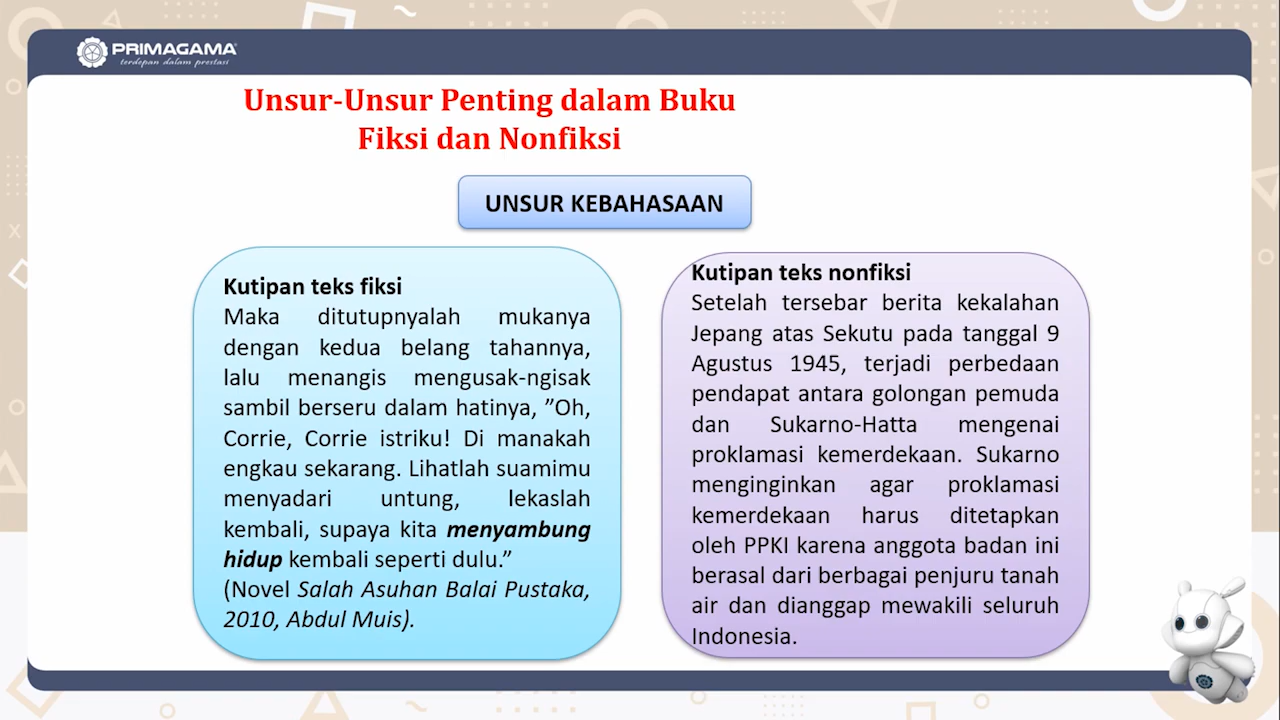 PRIMAGAMA
terdepan dalam prestasi
Unsur-Unsur Penting dalam Buku
Fiksi dan Nonfiksi
UNSUR KEBAHASAAN
Kutipan teks fiksi
Maka ditutupnyalah mukanya
dengan kedua belang tahannya,
lalu menangis mengusak-ngisak
sambil berseru dalam hatinya, ”Oh,
Corrie, Corrie istriku! Di manakah
engkau sekarang. Lihatlah suamimu
menyadari untung, lekaslah
kembali, supaya kita menyambung
hidup kembali seperti dulu.”
(Novel Salah Asuhan Balai Pustaka,
2010, Abdul Muis).
Kutipan teks nonfiksi
Setelah tersebar berita kekalahan
Jepang atas Sekutu pada tanggal 9
Agustus 1945, terjadi perbedaan
pendapat antara golongan pemuda
dan Sukarno-Hatta mengenai
proklamasi kemerdekaan. Sukarno
menginginkan agar proklamasi
kemerdekaan harus ditetapkan
oleh PPKI karena anggota badan ini
berasal dari berbagai penjuru tanah
air dan dianggap mewakili seluruh
Indonesia.